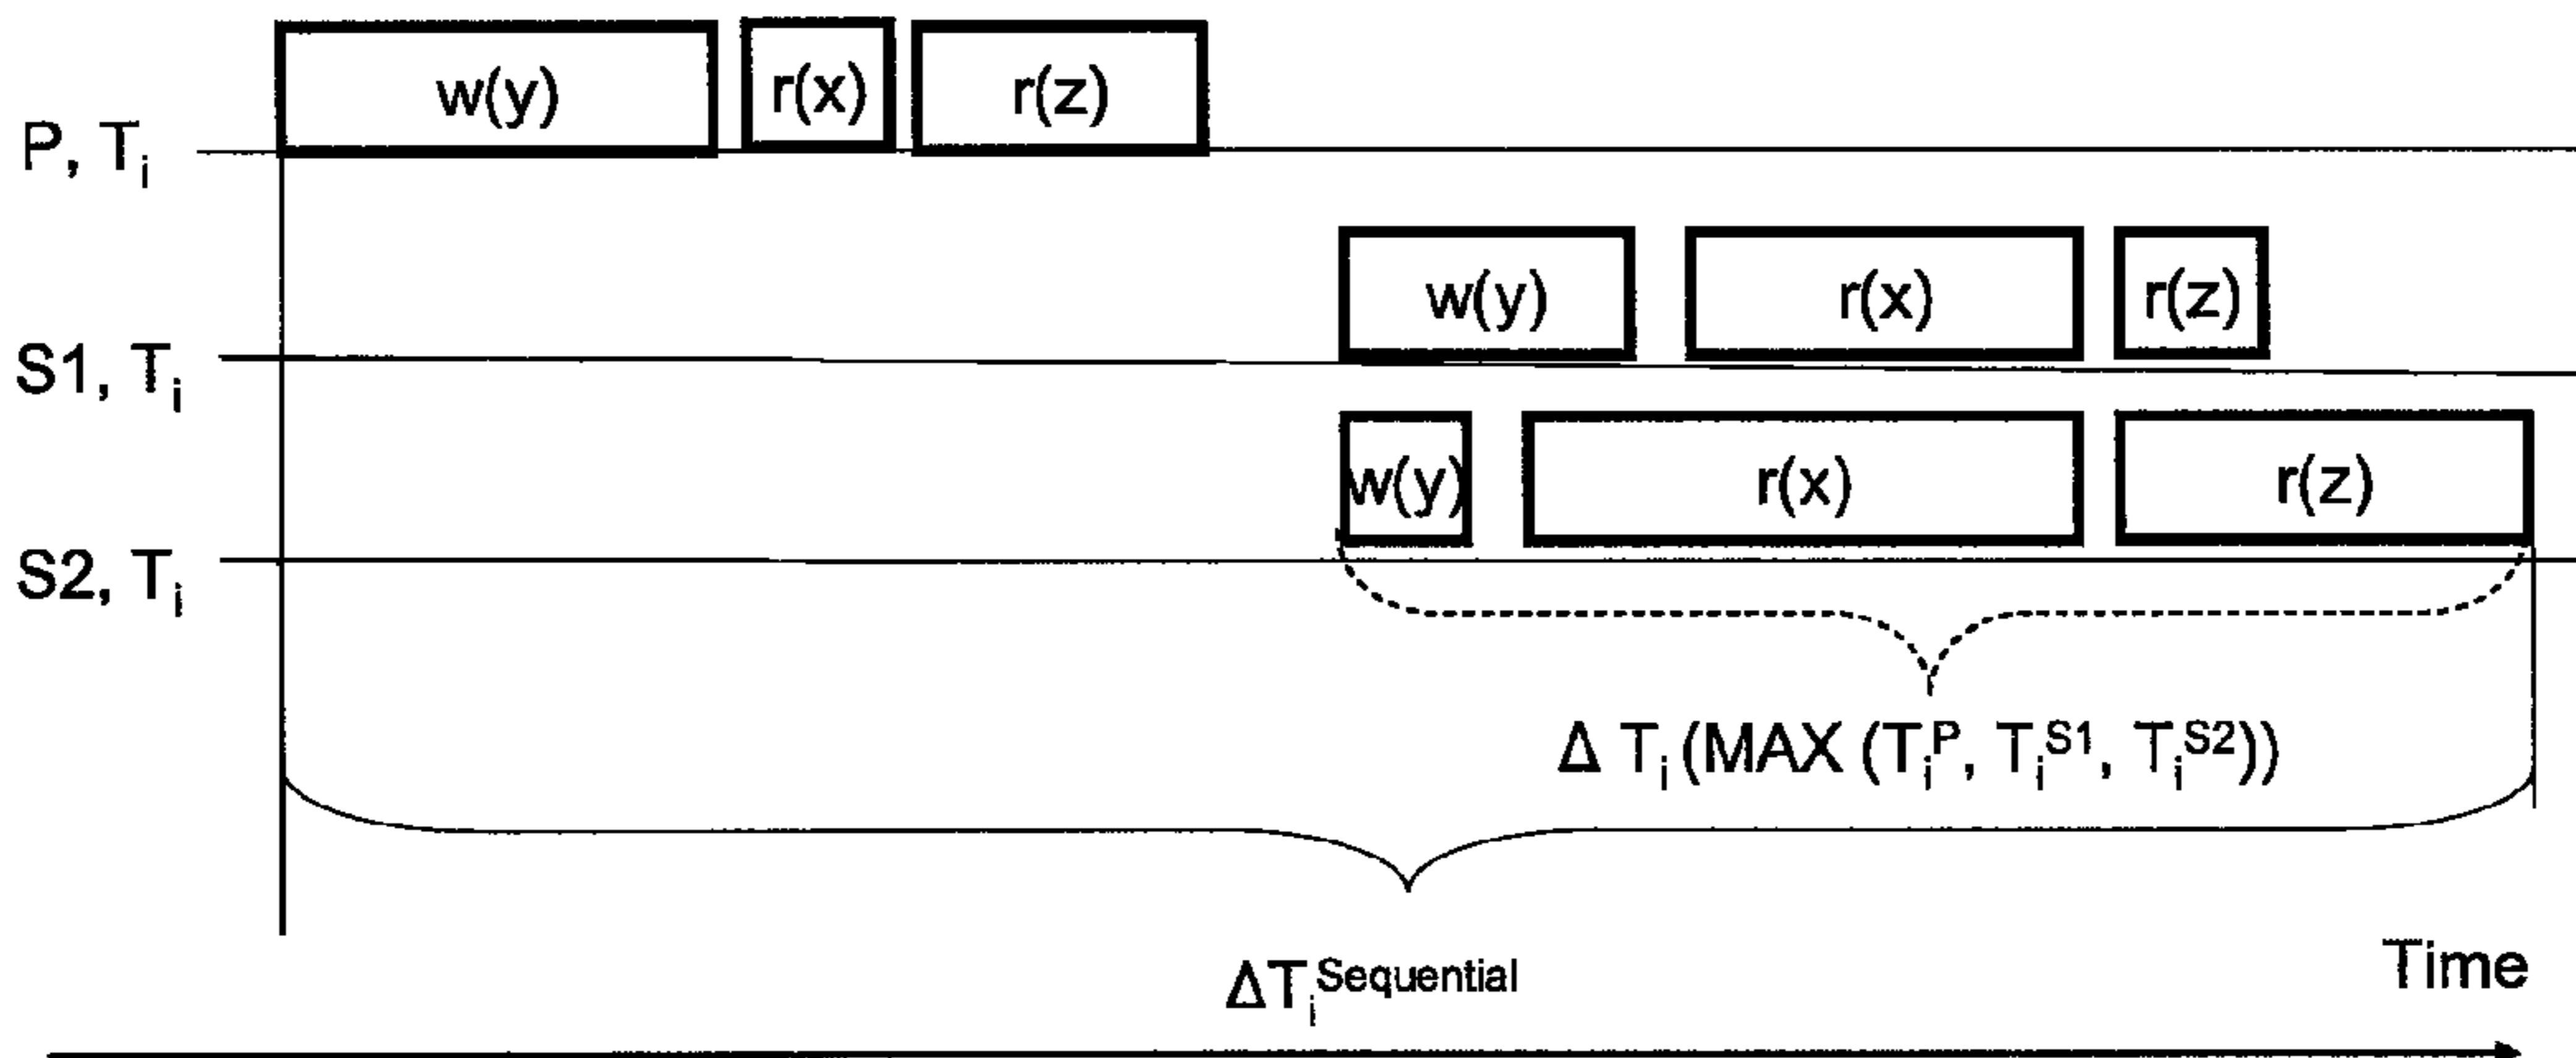 w(y) r(x) r(z)
P, Tᵢ
w(y) r(x) r(z)
S1, Tᵢ
w(y) r(x) r(z)
S2, Tᵢ
Δ Tᵢ (MAX (Tᵢᴾ, Tᵢˢ¹, Tᵢˢ²))
Time
ΔTᵢSequential